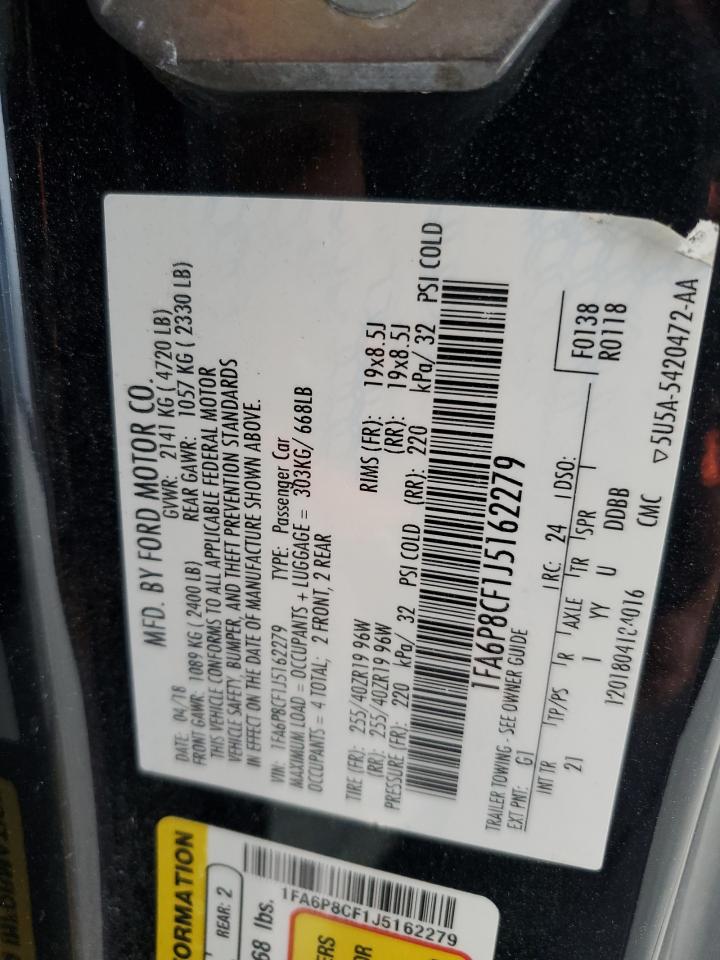 MFD. BY FORD MOTOR CO.
DATE: 04/18 GVWR: 2141 KG ( 4720 LB)
FRONT GAWR: 1089 KG ( 2400 LB) REAR GAWR: 1057 KG ( 2330 LB)
THIS VEHICLE CONFORMS TO ALL APPLICABLE FEDERAL MOTOR
VEHICLE SAFETY, BUMPER, AND THEFT PREVENTION STANDARDS
IN EFFECT ON THE DATE OF MANUFACTURE SHOWN ABOVE.
VIN: 1FA6P8CF1J5162279 TYPE: Passenger Car
MAXIMUM LOAD = OCCUPANTS + LUGGAGE = 303KG/ 668LB
OCCUPANTS = 4 TOTAL; 2 FRONT, 2 REAR
TIRE (FR): 255/40ZR19 96W RIMS (FR): 19x8.5J
(RR): 255/40ZR19 96W (RR): 19x8.5J
PRESSURE (FR): 220 kPa/ 32 PSI COLD (RR): 220 kPa/ 32 PSI COLD
1FA6P8CF1J5162279
TRAILER TOWING - SEE OWNER GUIDE
EXT PNT: G1 RC: 24 DSO: F0138
R0118
INT TR TP/PS R AXLE TR SPR
21 I YY U DDBB
CMC ▽5U5A-5420472-AA
ORMATION
REAR: 2
68 lbs.
1FA6P8CF1J5162279
ERS
OR